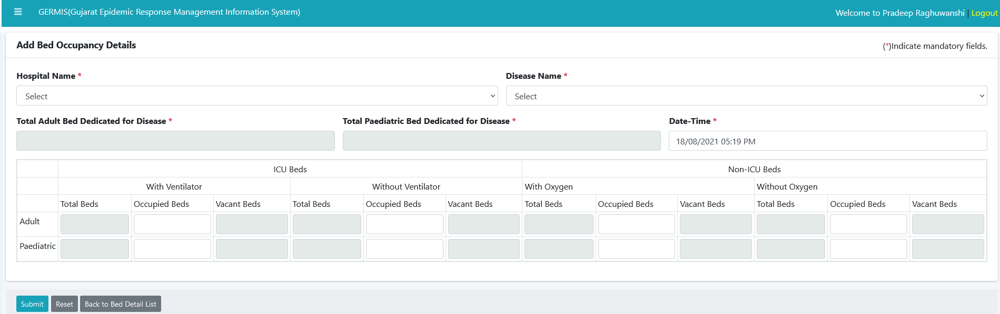 GERMIS(Gujarat Epidemic Response Management Information System)
Welcome to Pradeep Raghuwanshi | Logout
Add Bed Occupancy Details
(*)Indicate mandatory fields.
Hospital Name *
Disease Name *
Select
Select
Total Adult Bed Dedicated for Disease *
Total Paediatric Bed Dedicated for Disease *
Date-Time *
18/08/2021 05:19 PM
ICU Beds
Non-ICU Beds
With Ventilator
Without Ventilator
With Oxygen
Without Oxygen
Total Beds
Occupied Beds
Vacant Beds
Total Beds
Occupied Beds
Vacant Beds
Total Beds
Occupied Beds
Vacant Beds
Total Beds
Occupied Beds
Vacant Beds
Adult
Paediatric
Submit
Reset
Back to Bed Detail List